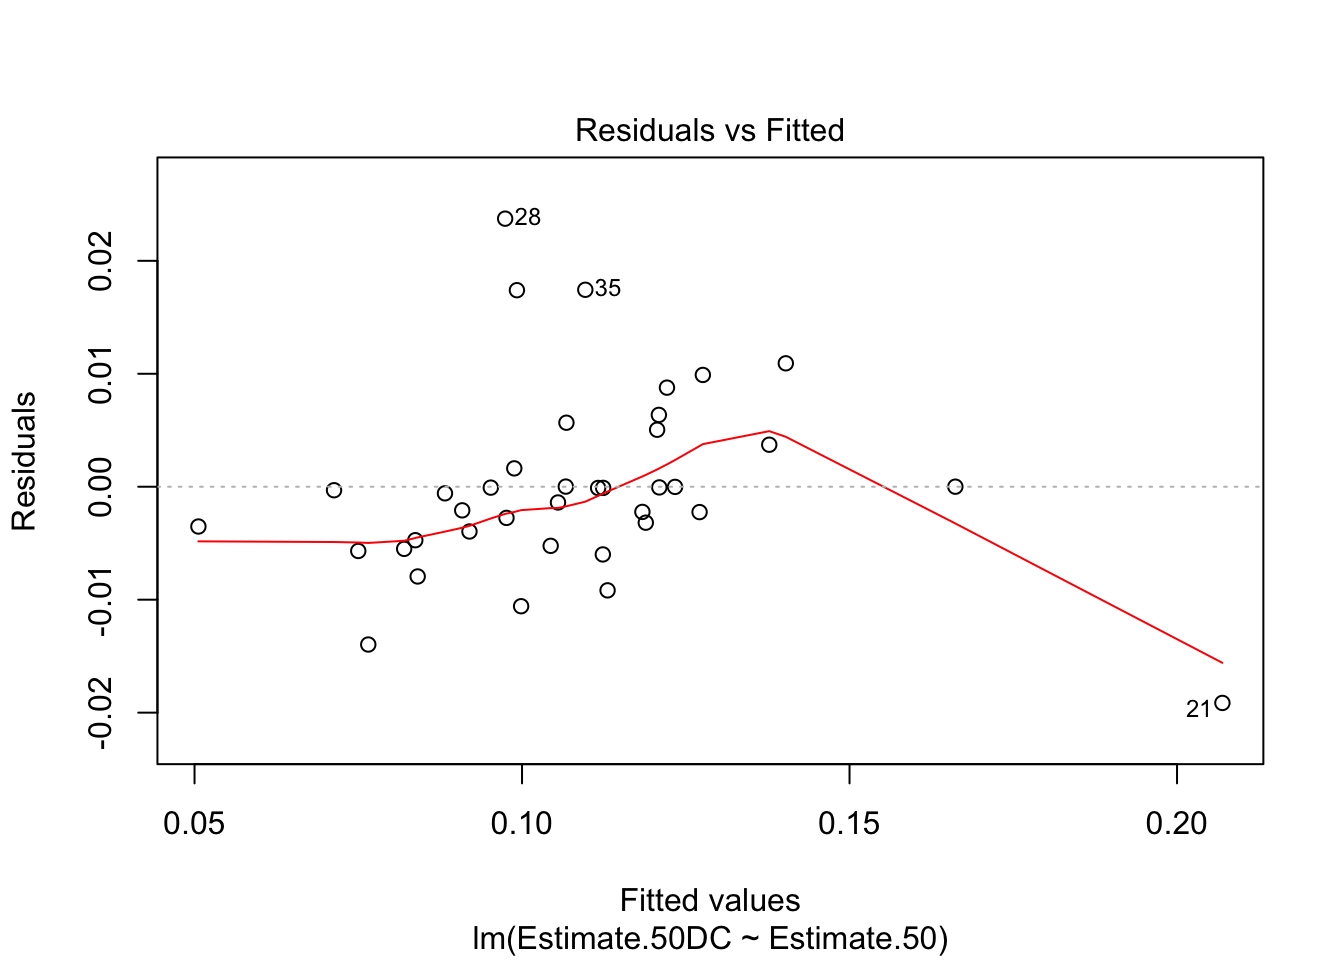 Residuals vs Fitted
28
35
21
Residuals
0.02
0.01
0.00
-0.01
-0.02
0.05 0.10 0.15 0.20
Fitted values
lm(Estimate.50DC ~ Estimate.50)